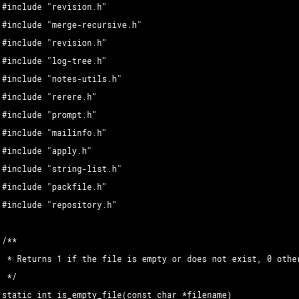 #include "revision.h"
#include "merge-recursive.h"
#include "revision.h"
#include "log-tree.h"
#include "notes-utils.h"
#include "rerere.h"
#include "prompt.h"
#include "mailinfo.h"
#include "apply.h"
#include "string-list.h"
#include "packfile.h"
#include "repository.h"
/**
 * Returns 1 if the file is empty or does not exist, 0 other
 */
static int is_empty_file(const char *filename)